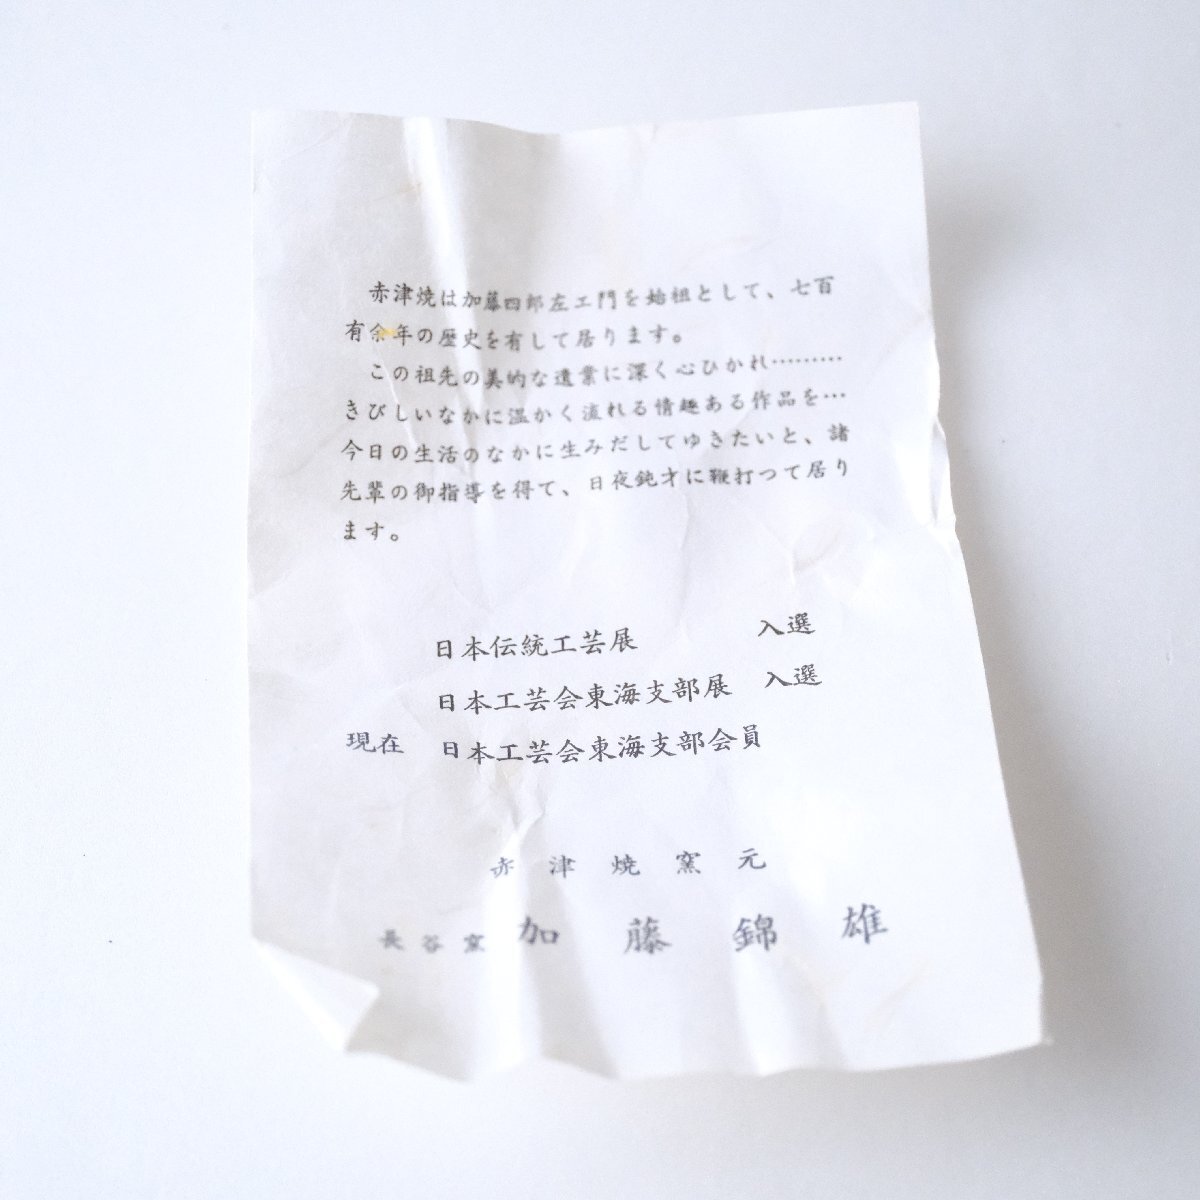 赤津焼は加藤四郎左エ門を始祖として、七百
有余年の歴史を有して居ります。
この祖先の美的な遺業に深く心ひかれ………
きびしいなかに温かく流れる情趣ある作品を…
今日の生活のなかに生みだしてゆきたいと、諸
先輩の御指導を得て、日夜鈍才に鞭打つて居り
ます。
日本伝統工芸展 入選
日本工芸会東海支部展 入選
現在 日本工芸会東海支部会員
赤津焼窯元
長谷窯 加藤錦雄